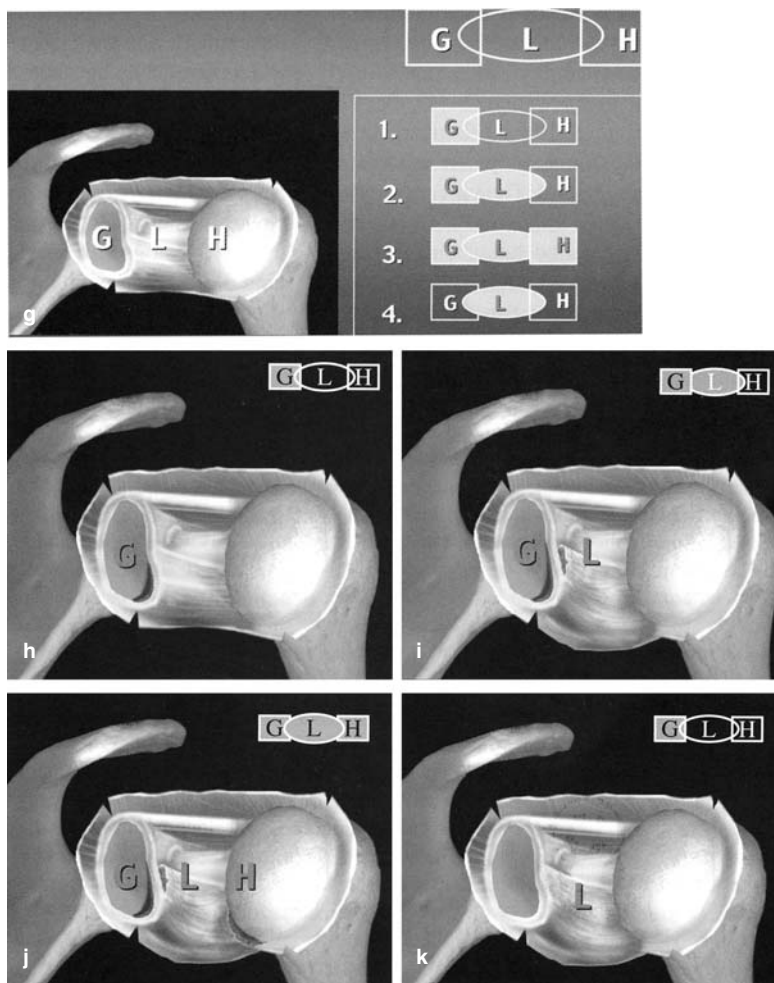 G L H
1. G L H
2. G L H
3. G L H
4. G L H
G L H
g
G L H
G
h
G L H
G L
i
G L H
G L H
j
G L H
L
k